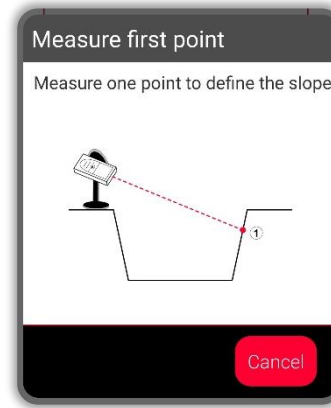 Measure first point
Measure one point to define the slope
1
Cancel